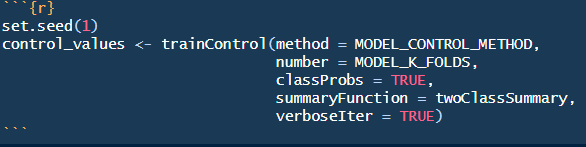 ```{r}
set.seed(1)
control_values <- trainControl(method = MODEL_CONTROL_METHOD,
                               number = MODEL_K_FOLDS,
                               classProbs = TRUE,
                               summaryFunction = twoClassSummary,
                               verboseIter = TRUE)
```